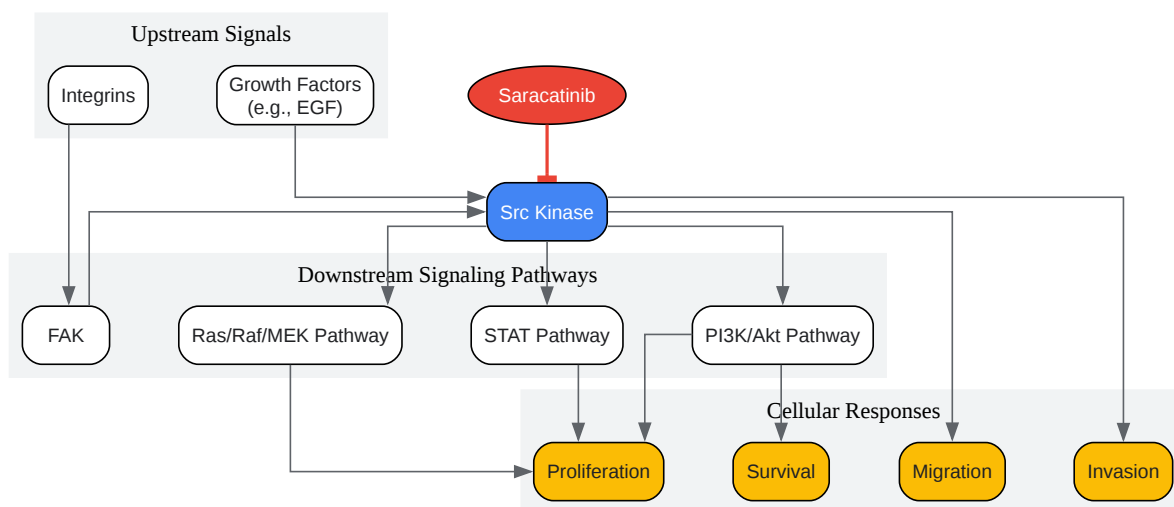 Upstream Signals
Integrins
Growth Factors
(e.g., EGF)
Saracatinib
Src Kinase
Downstream Signaling Pathways
FAK
Ras/Raf/MEK Pathway
STAT Pathway
PI3K/Akt Pathway
Cellular Responses
Proliferation
Survival
Migration
Invasion